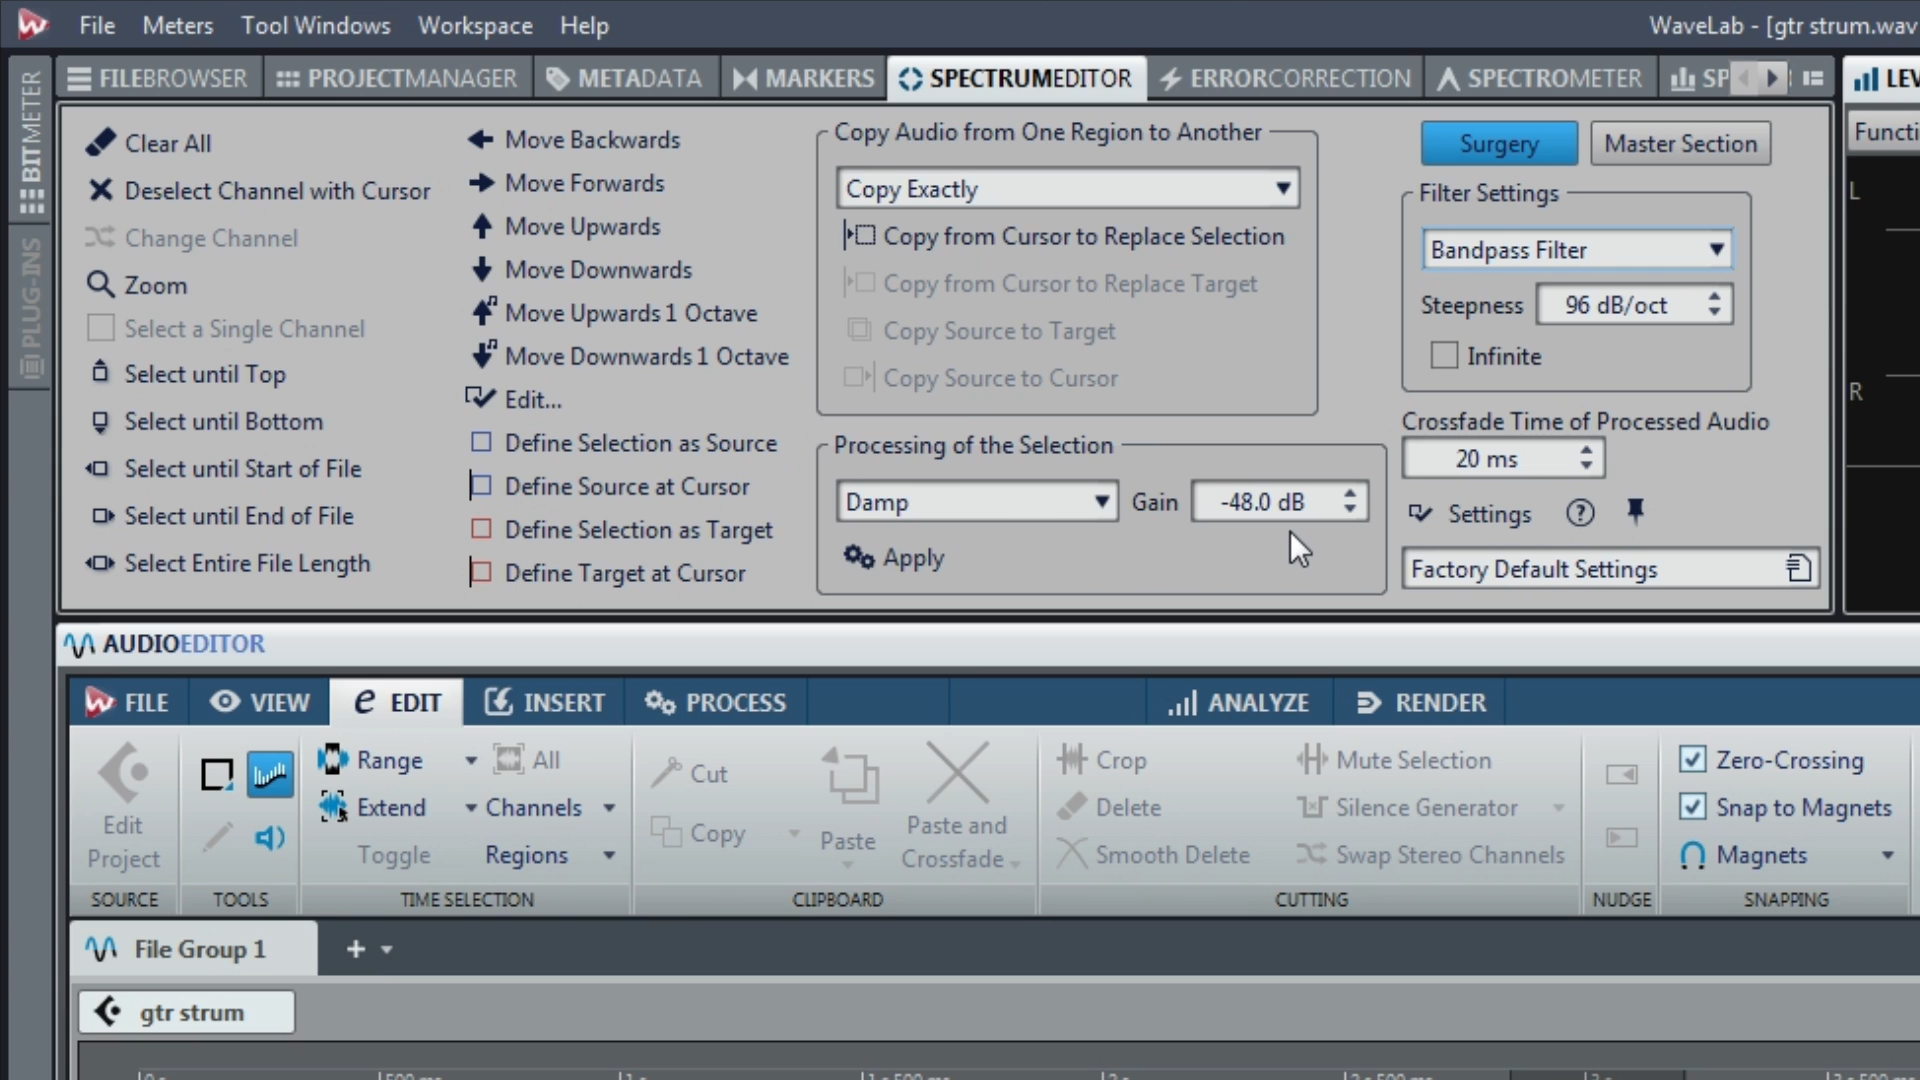 File Meters Tool Windows Workspace Help WaveLab - [gtr strum.wav
BITMETER
PLUG-INS
FILEBROWSER PROJECTMANAGER METADATA MARKERS SPECTRUMEDITOR ERRORCORRECTION SPECTROMETER SP LEV
Clear All
Deselect Channel with Cursor
Change Channel
Zoom
Select a Single Channel
Select until Top
Select until Bottom
Select until Start of File
Select until End of File
Select Entire File Length
Move Backwards
Move Forwards
Move Upwards
Move Downwards
Move Upwards 1 Octave
Move Downwards 1 Octave
Edit...
Define Selection as Source
Define Source at Cursor
Define Selection as Target
Define Target at Cursor
Copy Audio from One Region to Another
Copy Exactly
Copy from Cursor to Replace Selection
Copy from Cursor to Replace Target
Copy Source to Target
Copy Source to Cursor
Processing of the Selection
Damp Gain -48.0 dB
Apply
Surgery Master Section
Filter Settings
Bandpass Filter
Steepness 96 dB/oct
Infinite
Crossfade Time of Processed Audio
20 ms
Settings ?
Factory Default Settings
Functi
L
R
AUDIOEDITOR
FILE VIEW EDIT INSERT PROCESS ANALYZE RENDER
Edit
Project
SOURCE
TOOLS
Range All
Extend Channels
Toggle Regions
TIME SELECTION
Cut
Copy
Paste
Paste and
Crossfade
CLIPBOARD
Crop Mute Selection
Delete Silence Generator
Smooth Delete Swap Stereo Channels
CUTTING
NUDGE
Zero-Crossing
Snap to Magnets
Magnets
SNAPPING
File Group 1 +
gtr strum